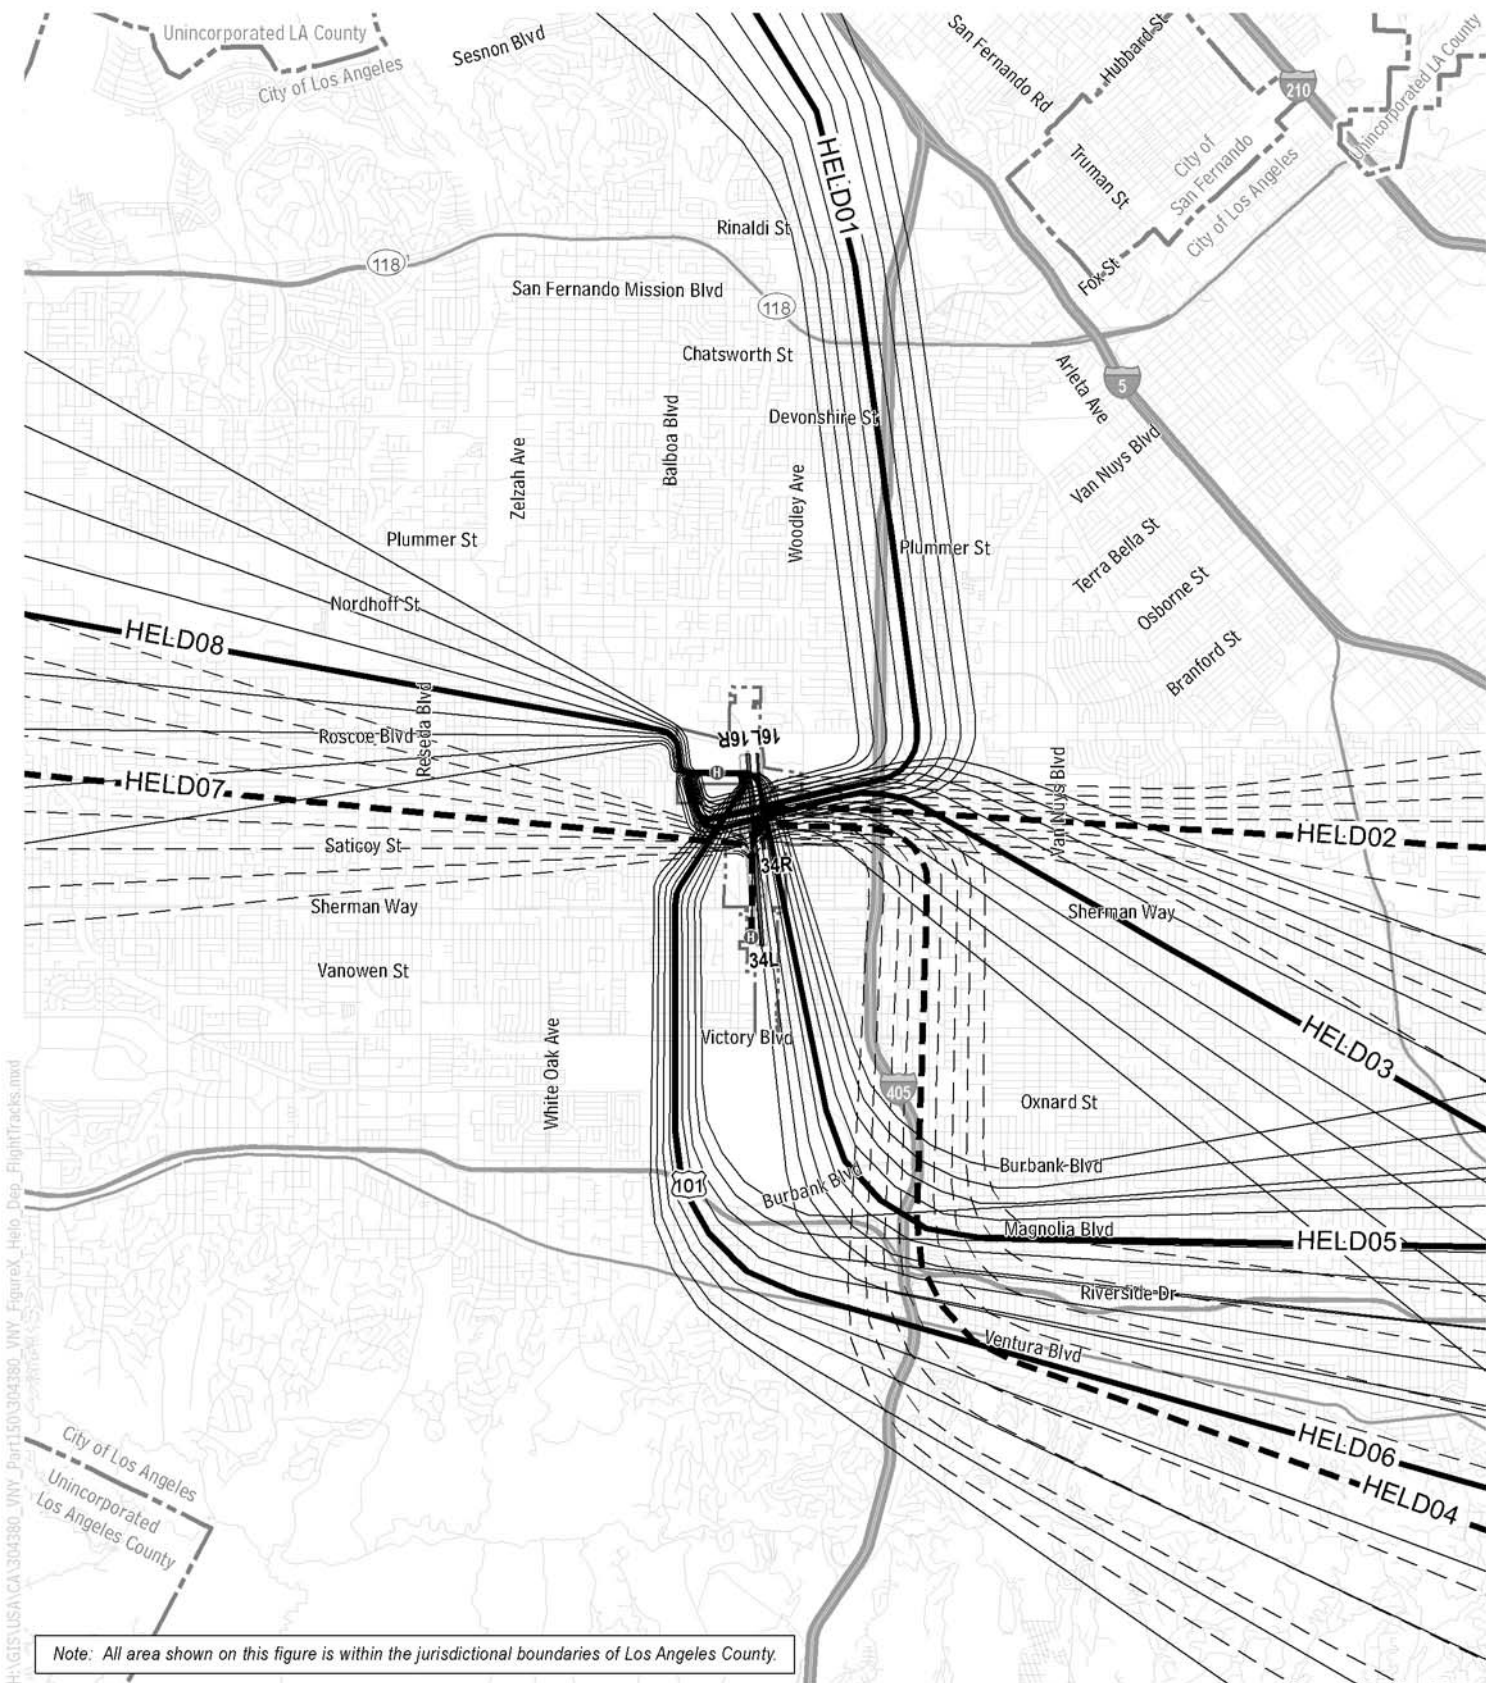 Unincorporated LA County
City of Los Angeles
Sesnon Blvd
San Fernando Rd
Hubbard St
210
Unincorporated LA County
HELD01
Truman St
City of
San Fernando
City of Los Angeles
Rinaldi St
118
San Fernando Mission Blvd
118
Fox St
Chatsworth St
Arleta Ave
5
Balboa Blvd
Devonshire St
Zelzah Ave
Woodley Ave
Van Nuys Blvd
Plummer St
Plummer St
Terra Bella St
Nordhoff St
Osborne St
HELD08
Branford St
Reseda Blvd
Roscoe Blvd
16L
16R
H
Van Nuys Blvd
HELD07
HELD02
Saticoy St
34R
Sherman Way
Sherman Way
H
34L
Vanowen St
Victory Blvd
HELD03
White Oak Ave
405
Oxnard St
Burbank Blvd
101
Burbank Blvd
Magnolia Blvd
HELD05
Riverside Dr
Ventura Blvd
HELD06
HELD04
City of Los Angeles
Unincorporated
Los Angeles County
H:\GIS\USA\CA\304380_VNY_Part150\304380_VNY_FigureX_Helo_Dep_FlightTracks.mxd
Note: All area shown on this figure is within the jurisdictional boundaries of Los Angeles County.